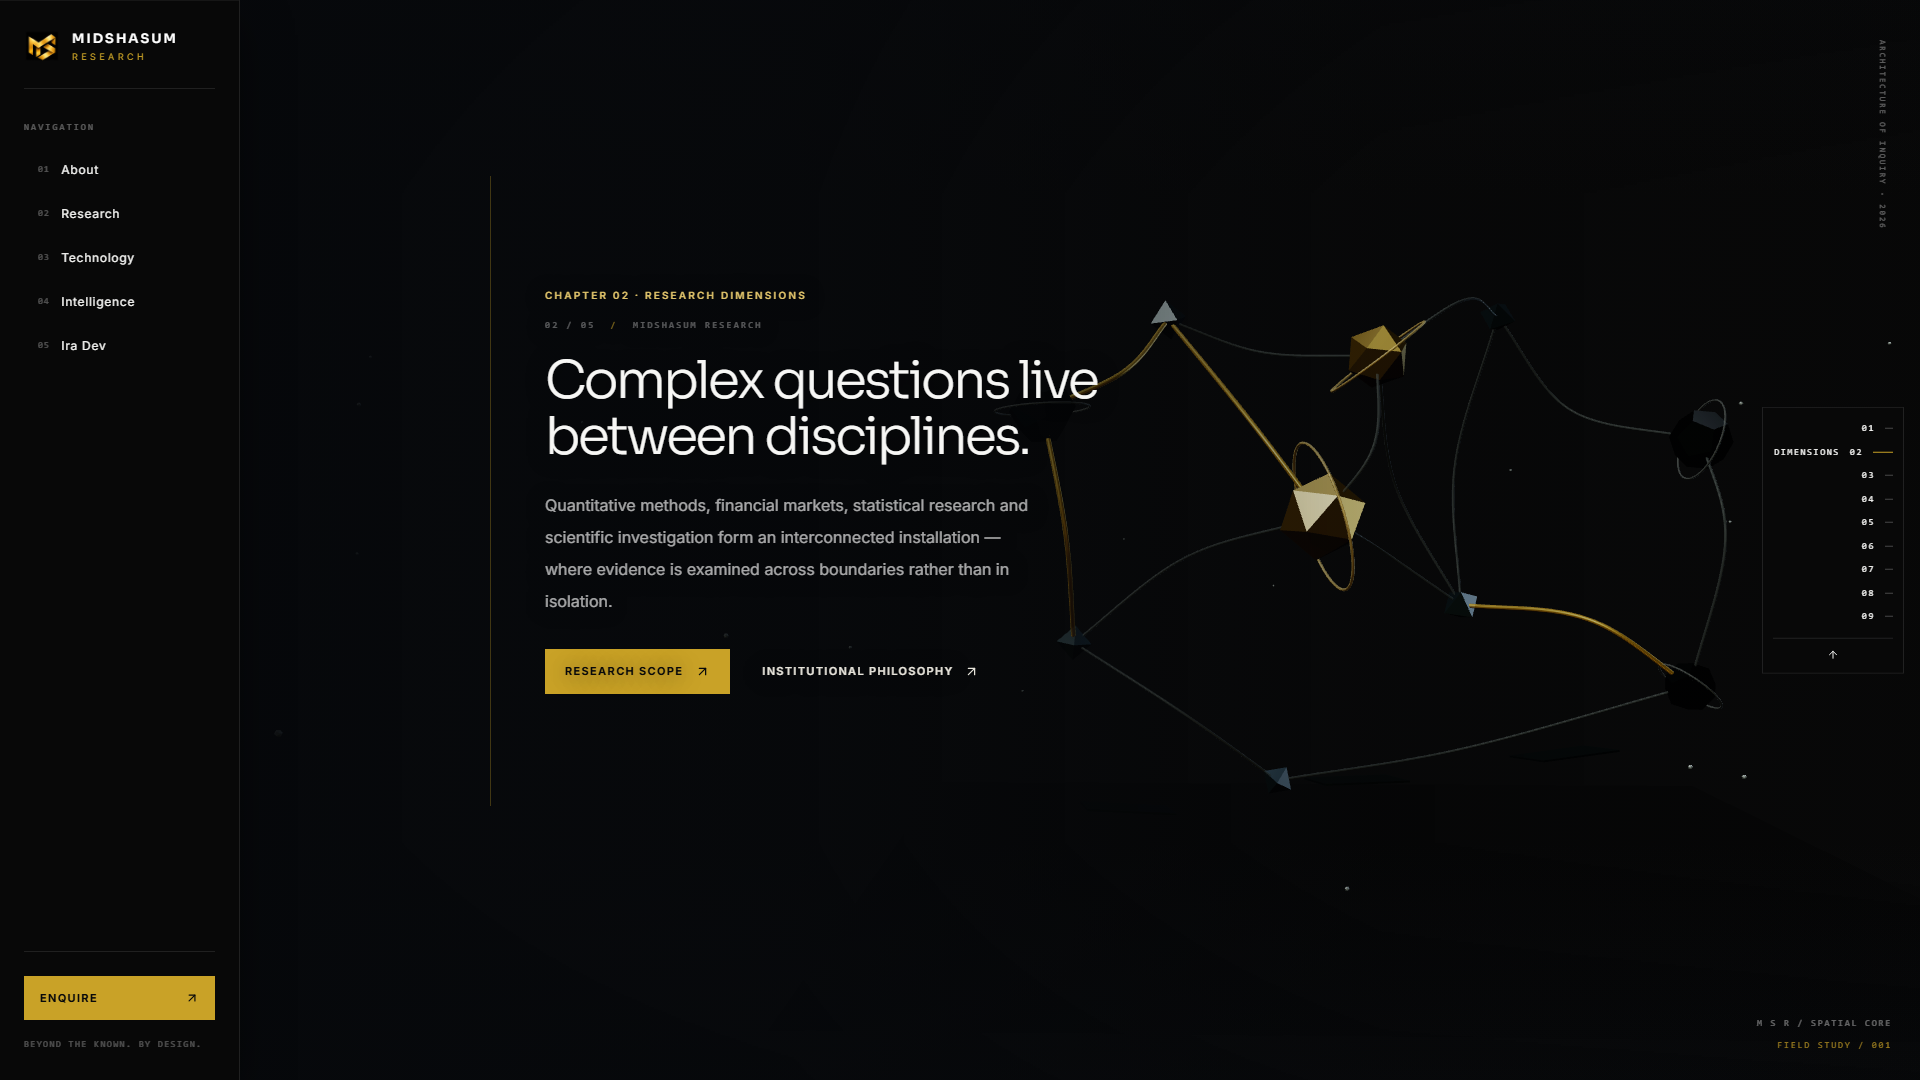 MIDSHASUM
RESEARCH
NAVIGATION
01 About
02 Research
03 Technology
04 Intelligence
05 Ira Dev
ENQUIRE
BEYOND THE KNOWN. BY DESIGN.
CHAPTER 02 · RESEARCH DIMENSIONS
02 / 05 / MIDSHASUM RESEARCH
Complex questions live
between disciplines.
Quantitative methods, financial markets, statistical research and
scientific investigation form an interconnected installation —
where evidence is examined across boundaries rather than in
isolation.
RESEARCH SCOPE
INSTITUTIONAL PHILOSOPHY
ARCHITECTURE OF INQUIRY · 2026
01
DIMENSIONS 02
03
04
05
06
07
08
09
M S R / SPATIAL CORE
FIELD STUDY / 001